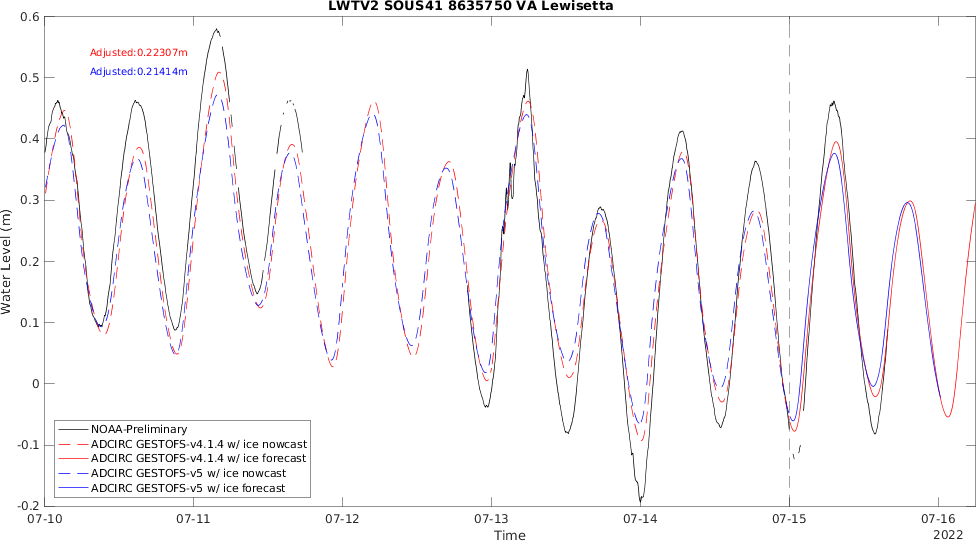 LWTV2 SOUS41 8635750 VA Lewisetta
Adjusted:0.22307m
Adjusted:0.21414m
0.6
0.5
0.4
0.3
0.2
0.1
0
-0.1
-0.2
Water Level (m)
NOAA-Preliminary
ADCIRC GESTOFS-v4.1.4 w/ ice nowcast
ADCIRC GESTOFS-v4.1.4 w/ ice forecast
ADCIRC GESTOFS-v5 w/ ice nowcast
ADCIRC GESTOFS-v5 w/ ice forecast
07-10 07-11 07-12 07-13 07-14 07-15 07-16
Time
2022